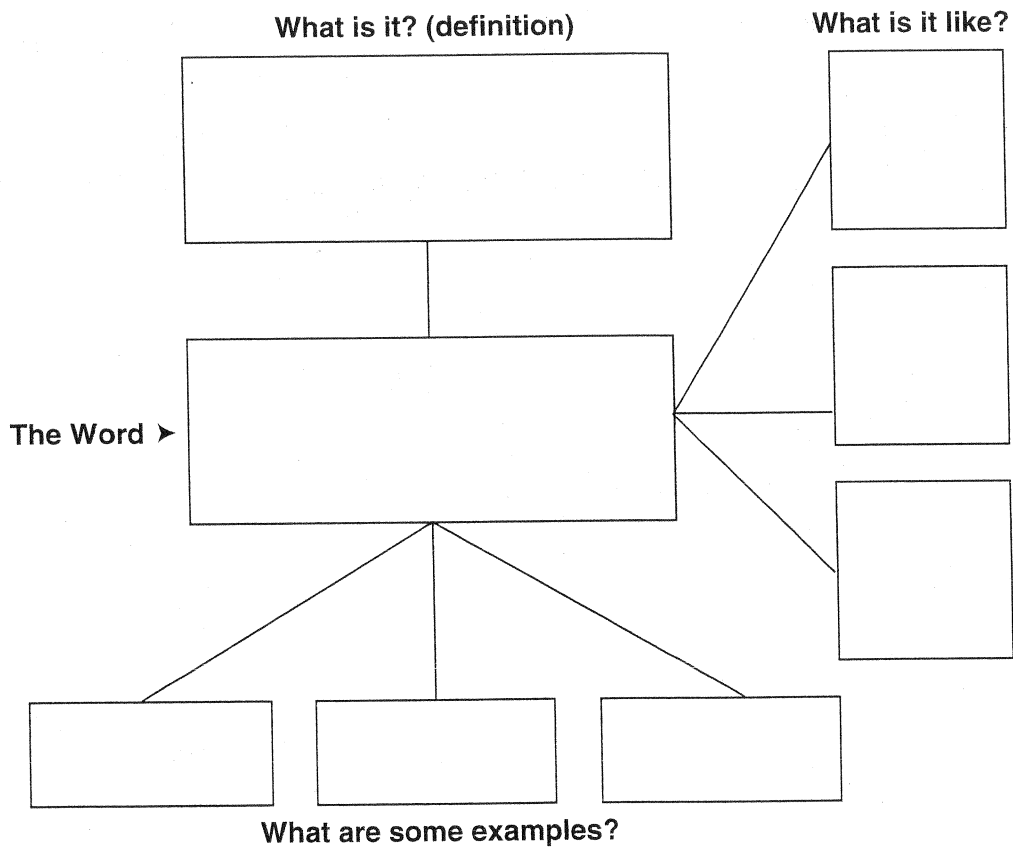 What is it? (definition)
What is it like?
The Word ➤
What are some examples?